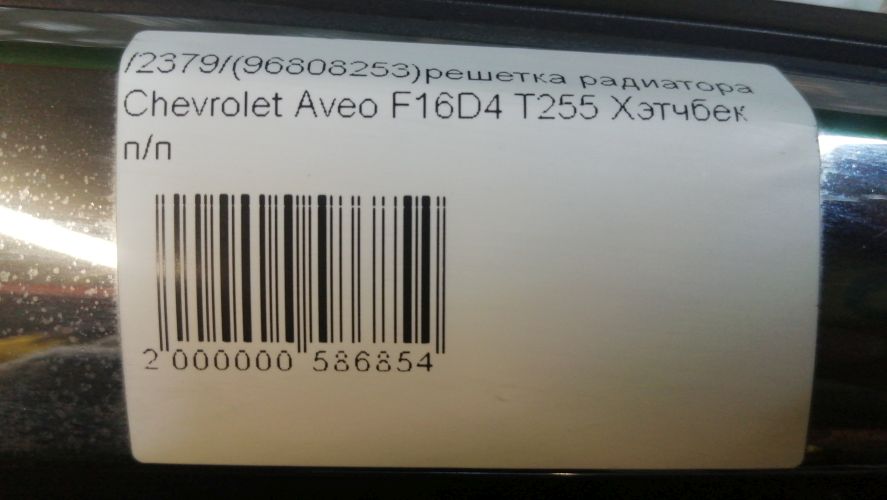 /2379/(96808253)решетка радиатора
Chevrolet Aveo F16D4 T255 Хэтчбек
п/п
2 000000 586854